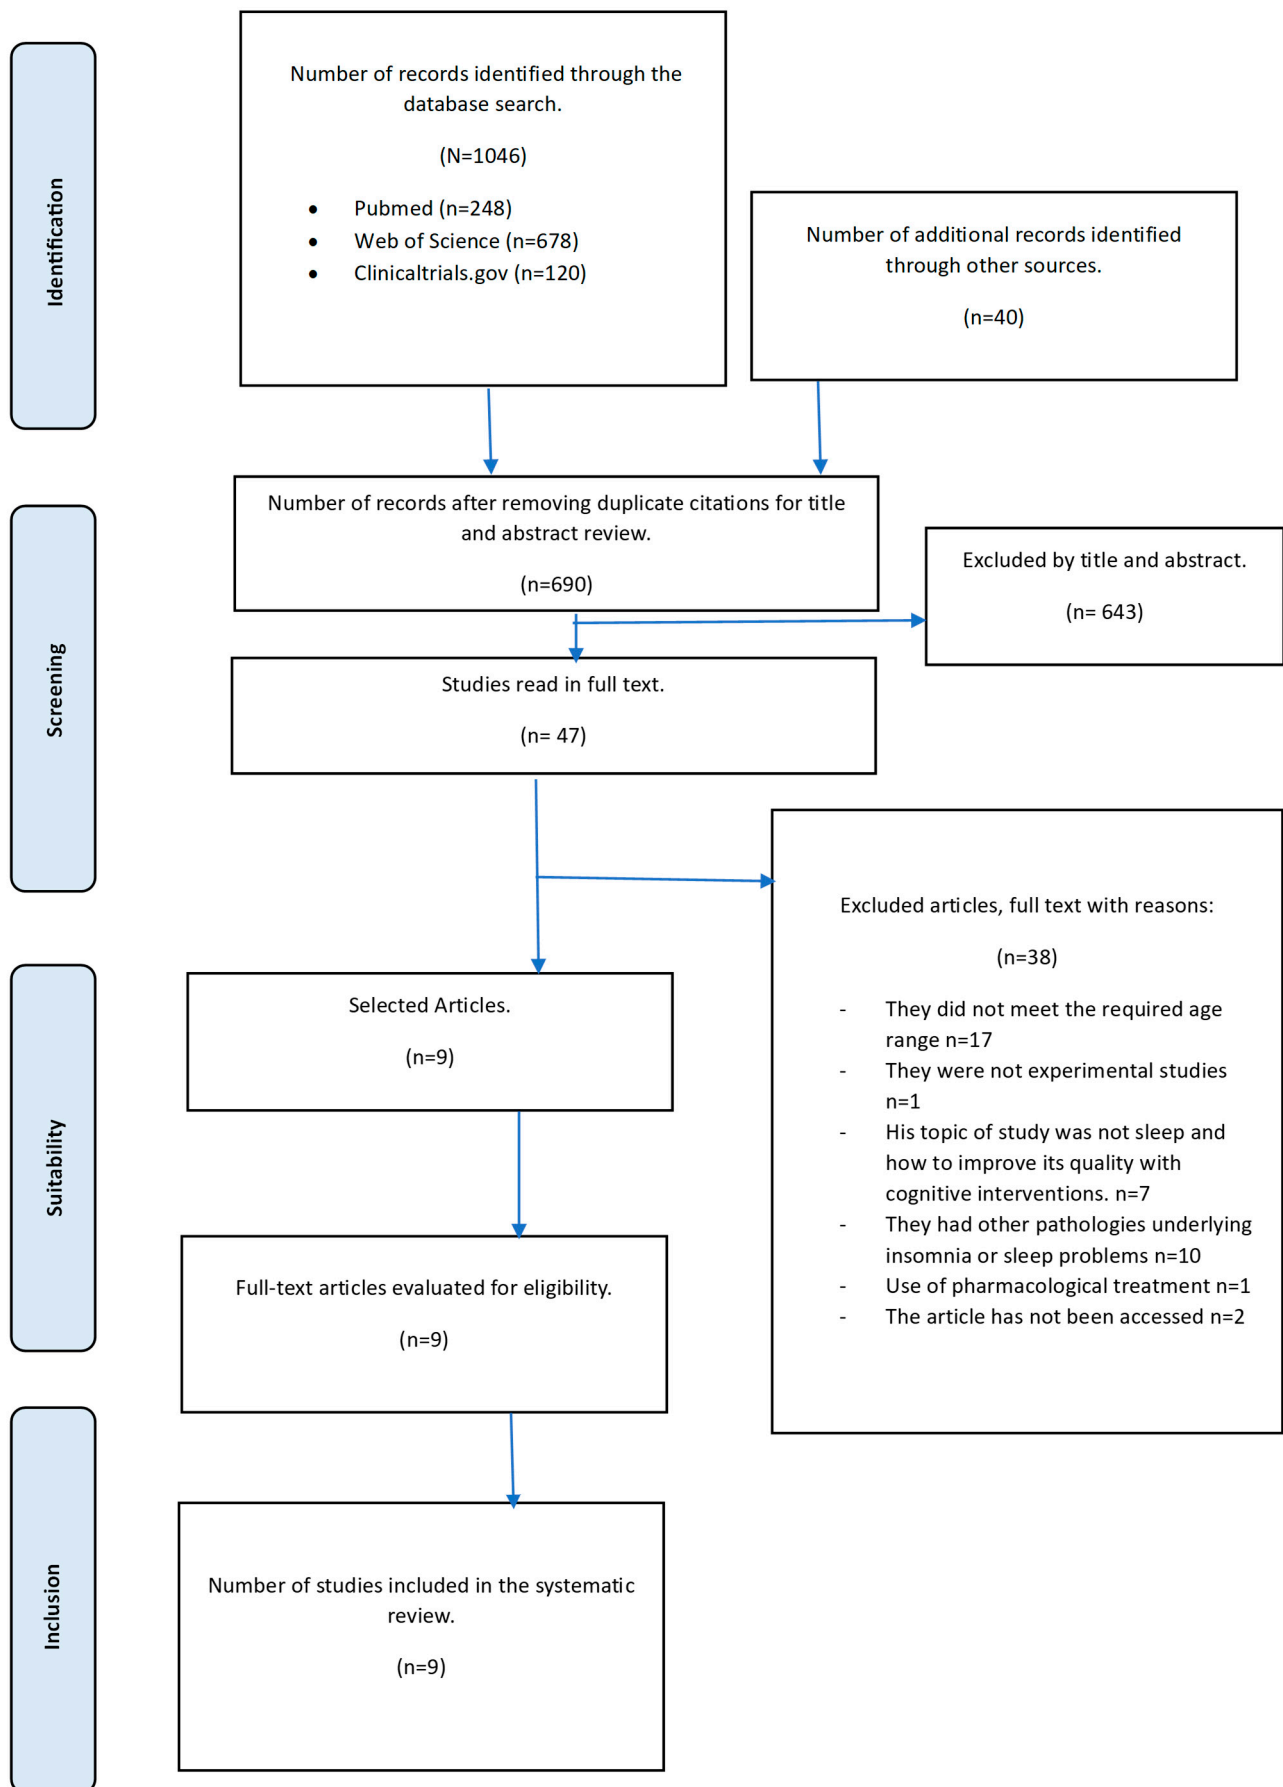 Identification
Number of records identified through the
database search.
(N=1046)
• Pubmed (n=248)
• Web of Science (n=678)
• Clinicaltrials.gov (n=120)
Number of additional records identified
through other sources.
(n=40)
Screening
Number of records after removing duplicate citations for title
and abstract review.
(n=690)
Excluded by title and abstract.
(n= 643)
Studies read in full text.
(n= 47)
Excluded articles, full text with reasons:
(n=38)
- They did not meet the required age
range n=17
- They were not experimental studies
n=1
- His topic of study was not sleep and
how to improve its quality with
cognitive interventions. n=7
- They had other pathologies underlying
insomnia or sleep problems n=10
- Use of pharmacological treatment n=1
- The article has not been accessed n=2
Suitability
Selected Articles.
(n=9)
Full-text articles evaluated for eligibility.
(n=9)
Inclusion
Number of studies included in the systematic
review.
(n=9)